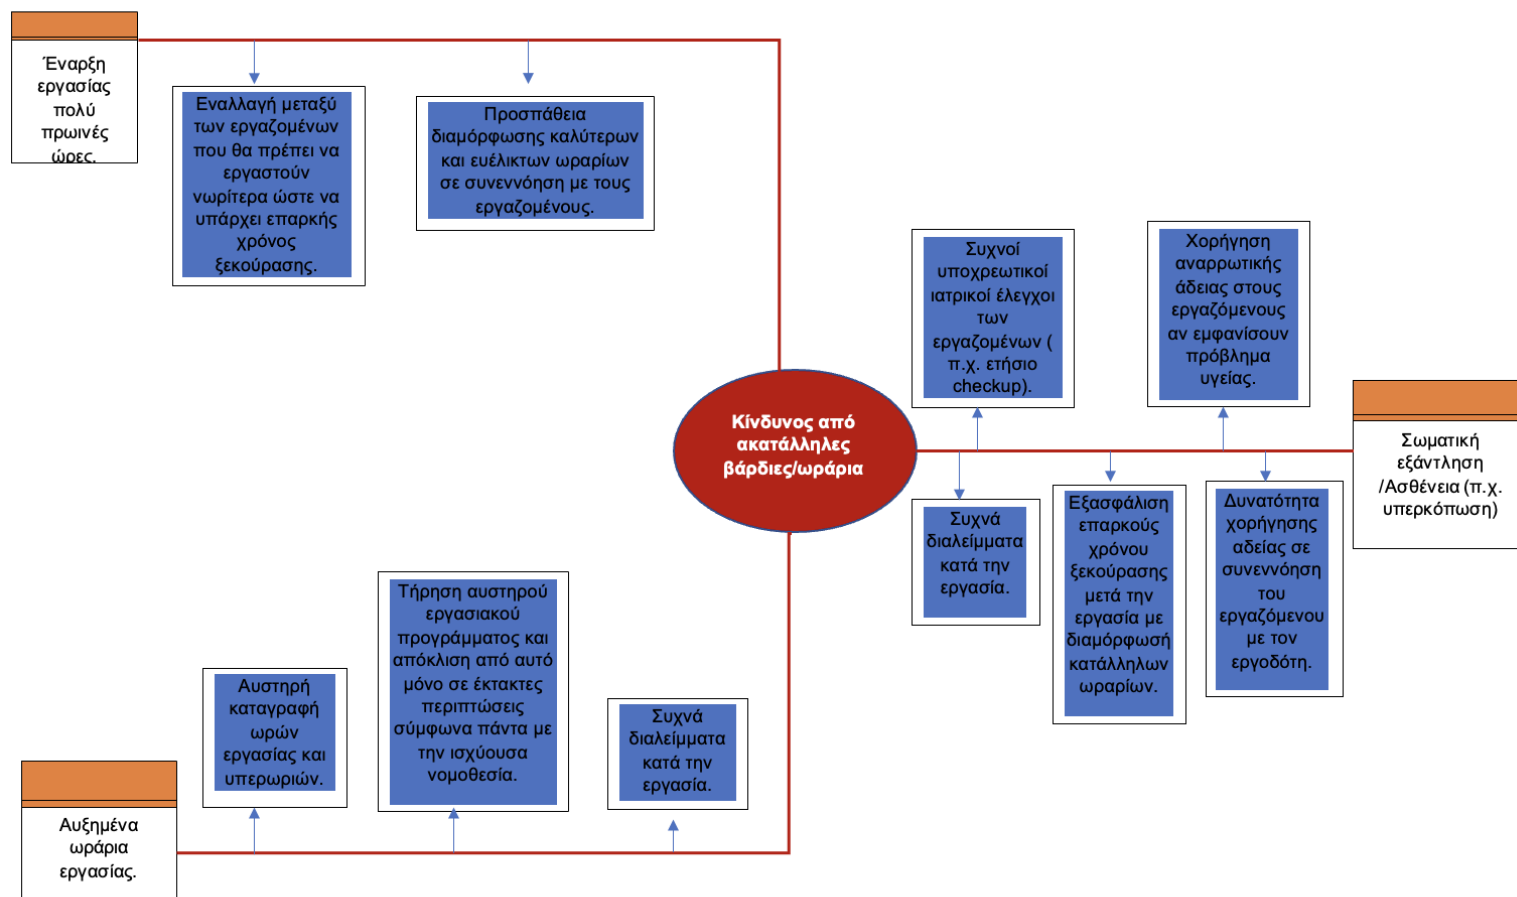 Έναρξη
εργασίας
πολύ
πρωινές
ώρες.
Εναλλαγή μεταξύ
των εργαζομένων
που θα πρέπει να
εργαστούν
νωρίτερα ώστε να
υπάρχει επαρκής
χρόνος
ξεκούρασης.
Προσπάθεια
διαμόρφωσης καλύτερων
και ευέλικτων ωραρίων
σε συνεννόηση με τους
εργαζομένους.
Συχνοί
υποχρεωτικοί
ιατρικοί έλεγχοι
των
εργαζομένων (
π.χ. ετήσιο
checkup).
Χορήγηση
αναρρωτικής
άδειας στους
εργαζόμενους
αν εμφανίσουν
πρόβλημα
υγείας.
Κίνδυνος από
ακατάλληλες
βάρδιες/ωράρια
Σωματική
εξάντληση
/Ασθένεια (π.χ.
υπερκόπωση)
Συχνά
διαλείμματα
κατά την
εργασία.
Εξασφάλιση
επαρκούς
χρόνου
ξεκούρασης
μετά την
εργασία με
διαμόρφωσή
κατάλληλων
ωραρίων.
Δυνατότητα
χορήγησης
αδείας σε
συνεννόηση
του
εργαζόμενου
με τον
εργοδότη.
Τήρηση αυστηρού
εργασιακού
προγράμματος και
απόκλιση από αυτό
μόνο σε έκτακτες
περιπτώσεις
σύμφωνα πάντα με
την ισχύουσα
νομοθεσία.
Αυστηρή
καταγραφή
ωρών
εργασίας και
υπερωριών.
Συχνά
διαλείμματα
κατά την
εργασία.
Αυξημένα
ωράρια
εργασίας.